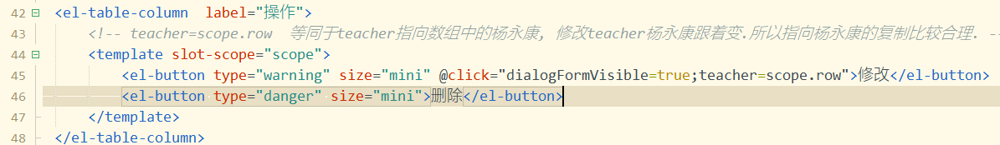 42 <el-table-column  label="操作">
43 <!-- teacher=scope.row  等同于teacher指向数组中的杨永康, 修改teacher杨永康跟着变.所以指向杨永康的复制比较合理. -
44 <template slot-scope="scope">
45 <el-button type="warning" size="mini" @click="dialogFormVisible=true;teacher=scope.row">修改</el-button>
46 <el-button type="danger" size="mini">删除</el-button>
47 </template>
48 </el-table-column>